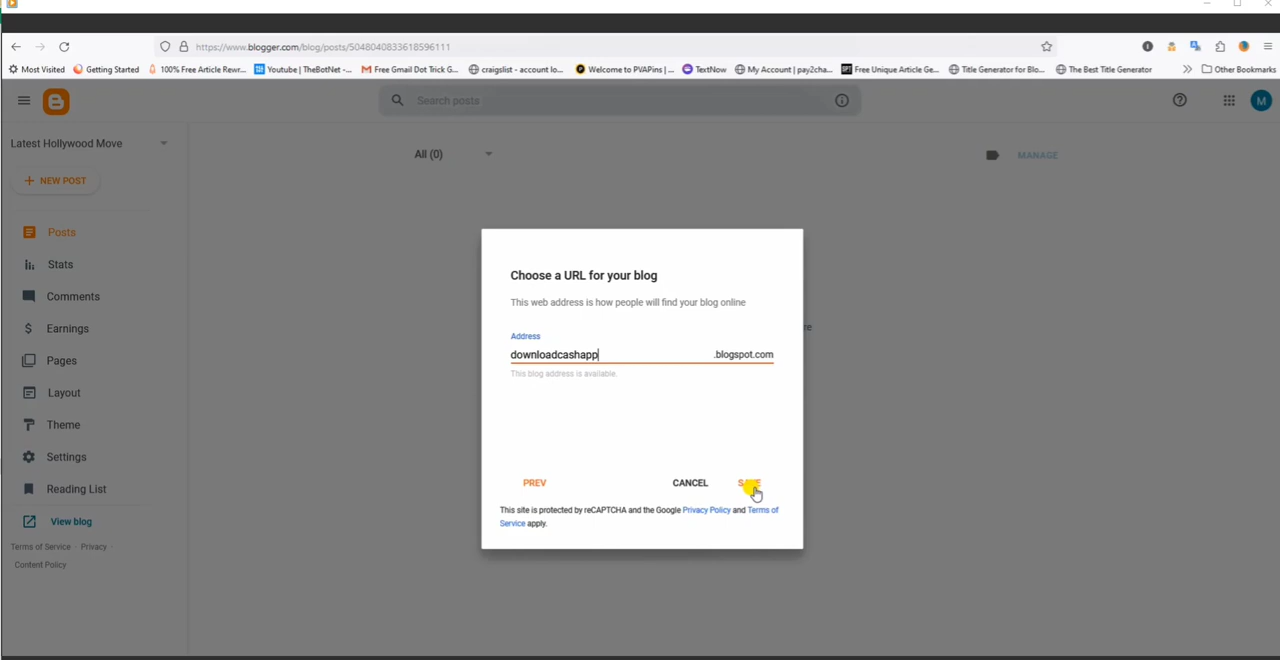 https://www.blogger.com/blog/posts/5048040833618596111
Most Visited Getting Started 100% Free Article Rewr... Youtube | TheBotNet -... Free Gmail Dot Trick G... craigslist - account lo... Welcome to PVAPins |... TextNow My Account | pay2cha... Free Unique Article Ge... Title Generator for Blo... The Best Title Generator Other Bookmarks
Search posts
M
Latest Hollywood Move
All (0)
MANAGE
NEW POST
Posts
Stats
Comments
Earnings
Pages
Layout
Theme
Settings
Reading List
View blog
Terms of Service · Privacy ·
Content Policy
Choose a URL for your blog
This web address is how people will find your blog online
Address
downloadcashapp .blogspot.com
This blog address is available.
PREV CANCEL SAVE
This site is protected by reCAPTCHA and the Google Privacy Policy and Terms of
Service apply.